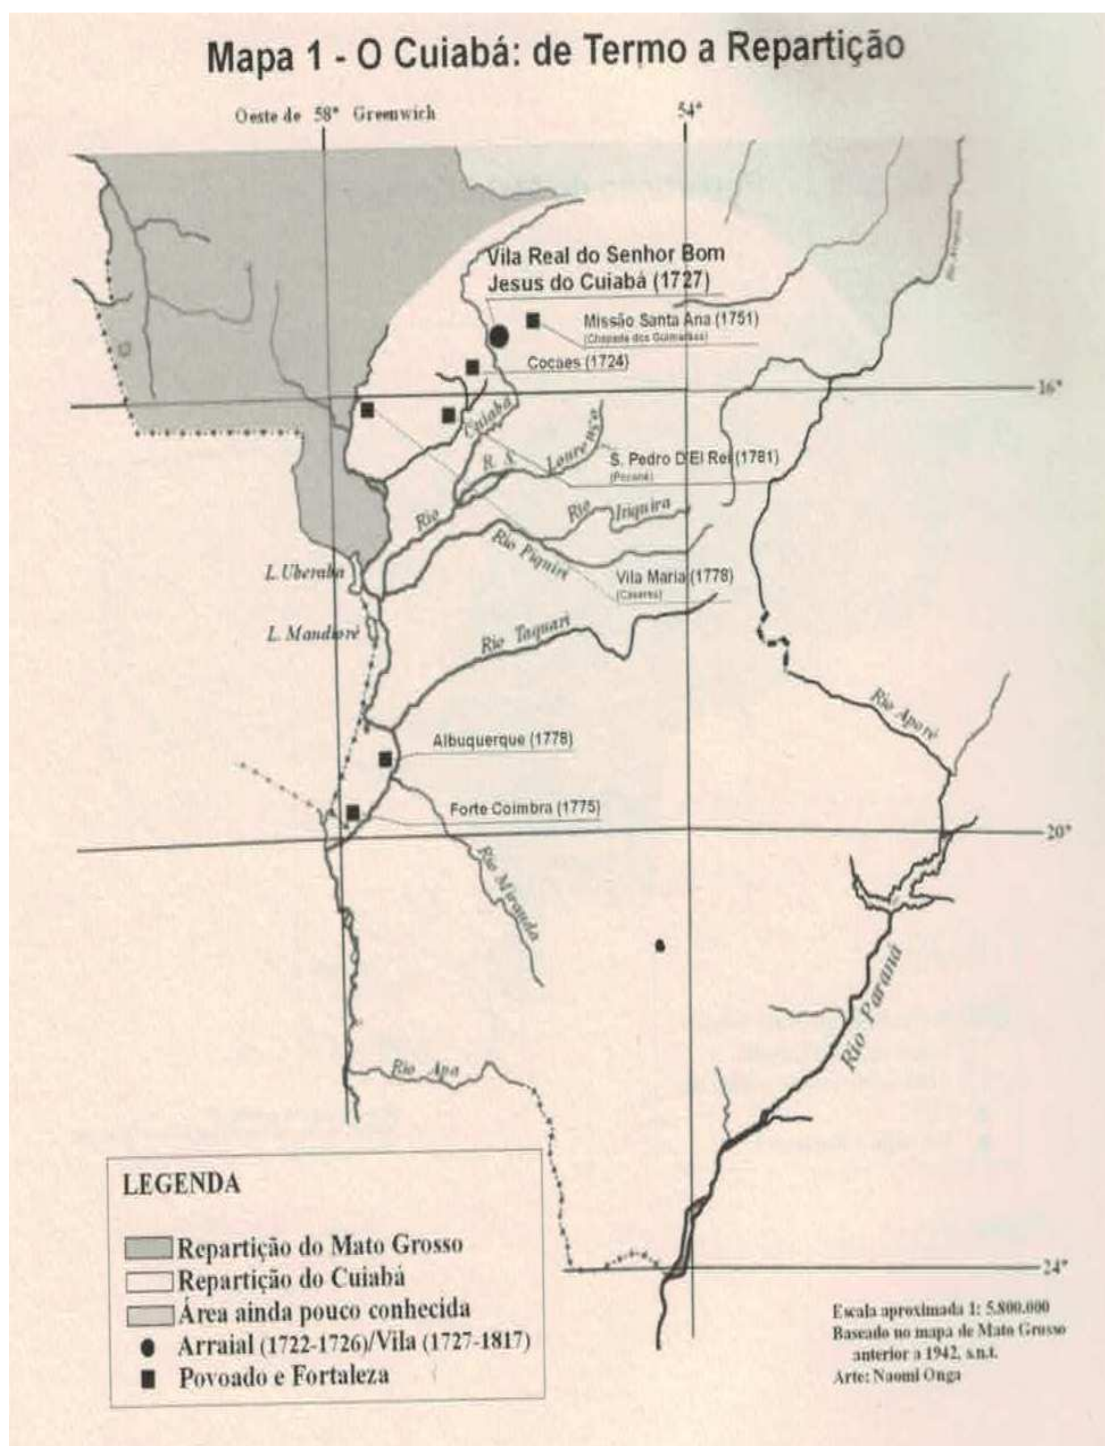 Mapa 1 - O Cuiabá: de Termo a Repartição
Oeste de 58° Greenwich
54°
Vila Real do Senhor Bom
Jesus do Cuiabá (1727)
Missão Santa Ana (1751)
(Chapada dos Guimarães)
Cocaes (1724)
16°
Cuiabá
R. S. Lourenço
S. Pedro D'El Rei (1781)
(Poconé)
Rio
Rio Itiquira
Rio Piquiri
L. Uberaba
Vila Maria (1778)
(Cáceres)
L. Mandioré
Rio Taquari
Rio Aporé
Albuquerque (1778)
Forte Coimbra (1775)
20°
Rio Miranda
Rio Paraná
Rio Apa
LEGENDA
Repartição do Mato Grosso
Repartição do Cuiabá
Área ainda pouco conhecida
Arraial (1722-1726)/Vila (1727-1817)
Povoado e Fortaleza
24°
Escala aproximada 1: 5.800.000
Baseado no mapa de Mato Grosso
anterior a 1942, s.n.t.
Arte: Naomi Onga